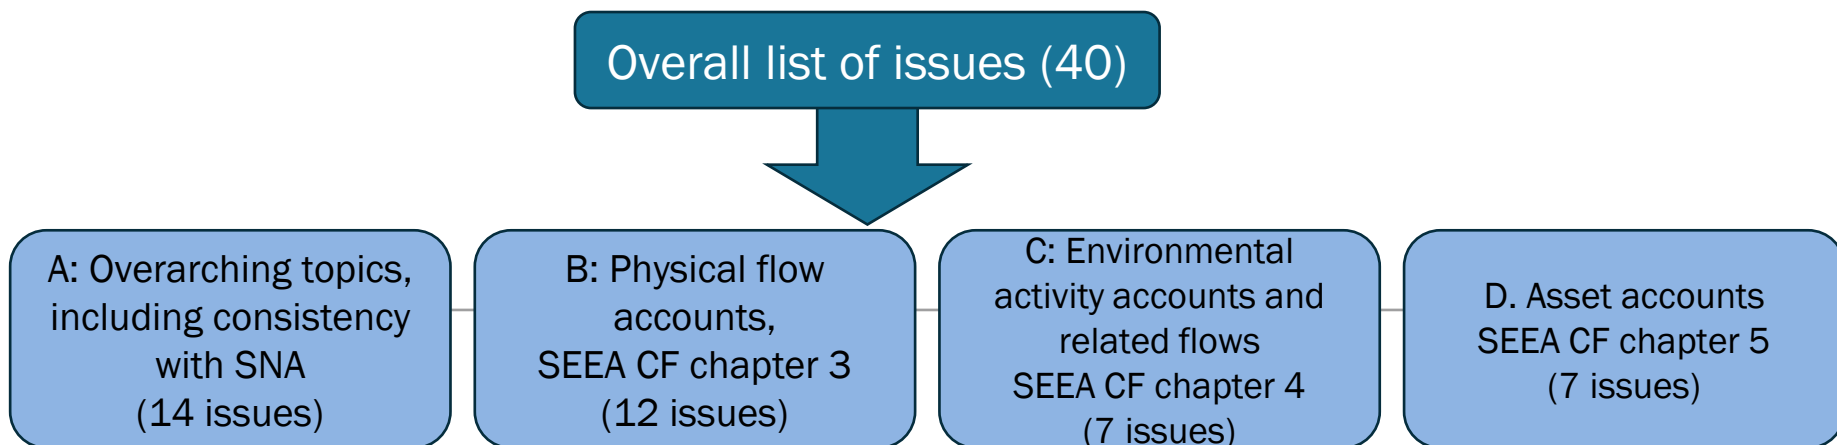 Overall list of issues (40)
A: Overarching topics,
including consistency
with SNA
(14 issues)
B: Physical flow
accounts,
SEEA CF chapter 3
(12 issues)
C: Environmental
activity accounts and
related flows
SEEA CF chapter 4
(7 issues)
D. Asset accounts
SEEA CF chapter 5
(7 issues)